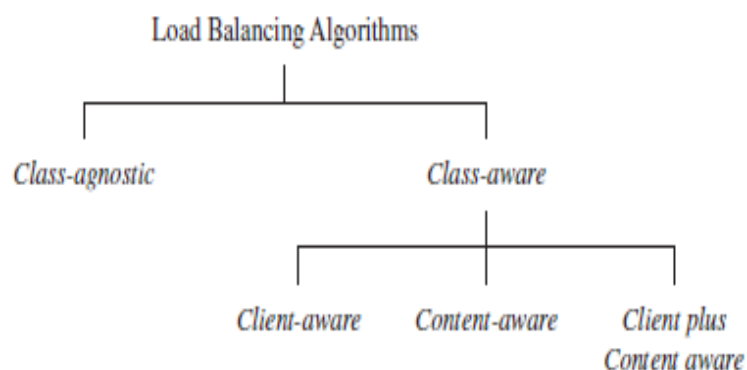 Load Balancing Algorithms
Class-agnostic
Class-aware
Client-aware
Content-aware
Client plus
Content aware